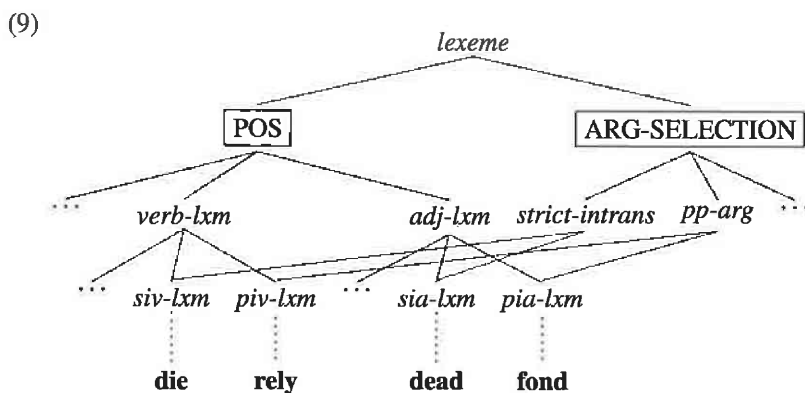 (9)
lexeme
POS ARG-SELECTION
... verb-lxm adj-lxm strict-intrans pp-arg ...
... siv-lxm piv-lxm ... sia-lxm pia-lxm
die rely dead fond